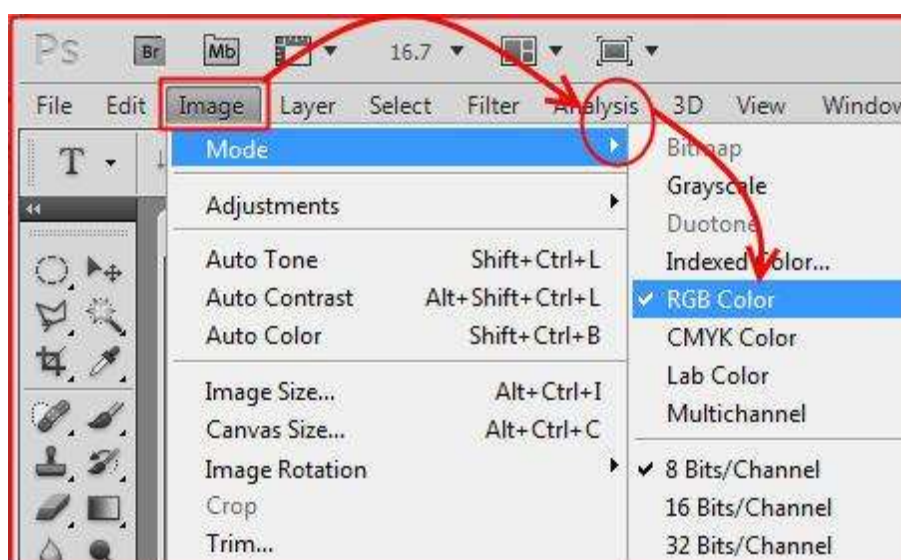 Ps Br Mb 16.7
File Edit Image Layer Select Filter Analysis 3D View Window
T
Mode
Adjustments
Auto Tone Shift+Ctrl+L
Auto Contrast Alt+Shift+Ctrl+L
Auto Color Shift+Ctrl+B
Image Size... Alt+Ctrl+I
Canvas Size... Alt+Ctrl+C
Image Rotation
Crop
Trim...
Bitmap
Grayscale
Duotone
Indexed Color...
RGB Color
CMYK Color
Lab Color
Multichannel
8 Bits/Channel
16 Bits/Channel
32 Bits/Channel